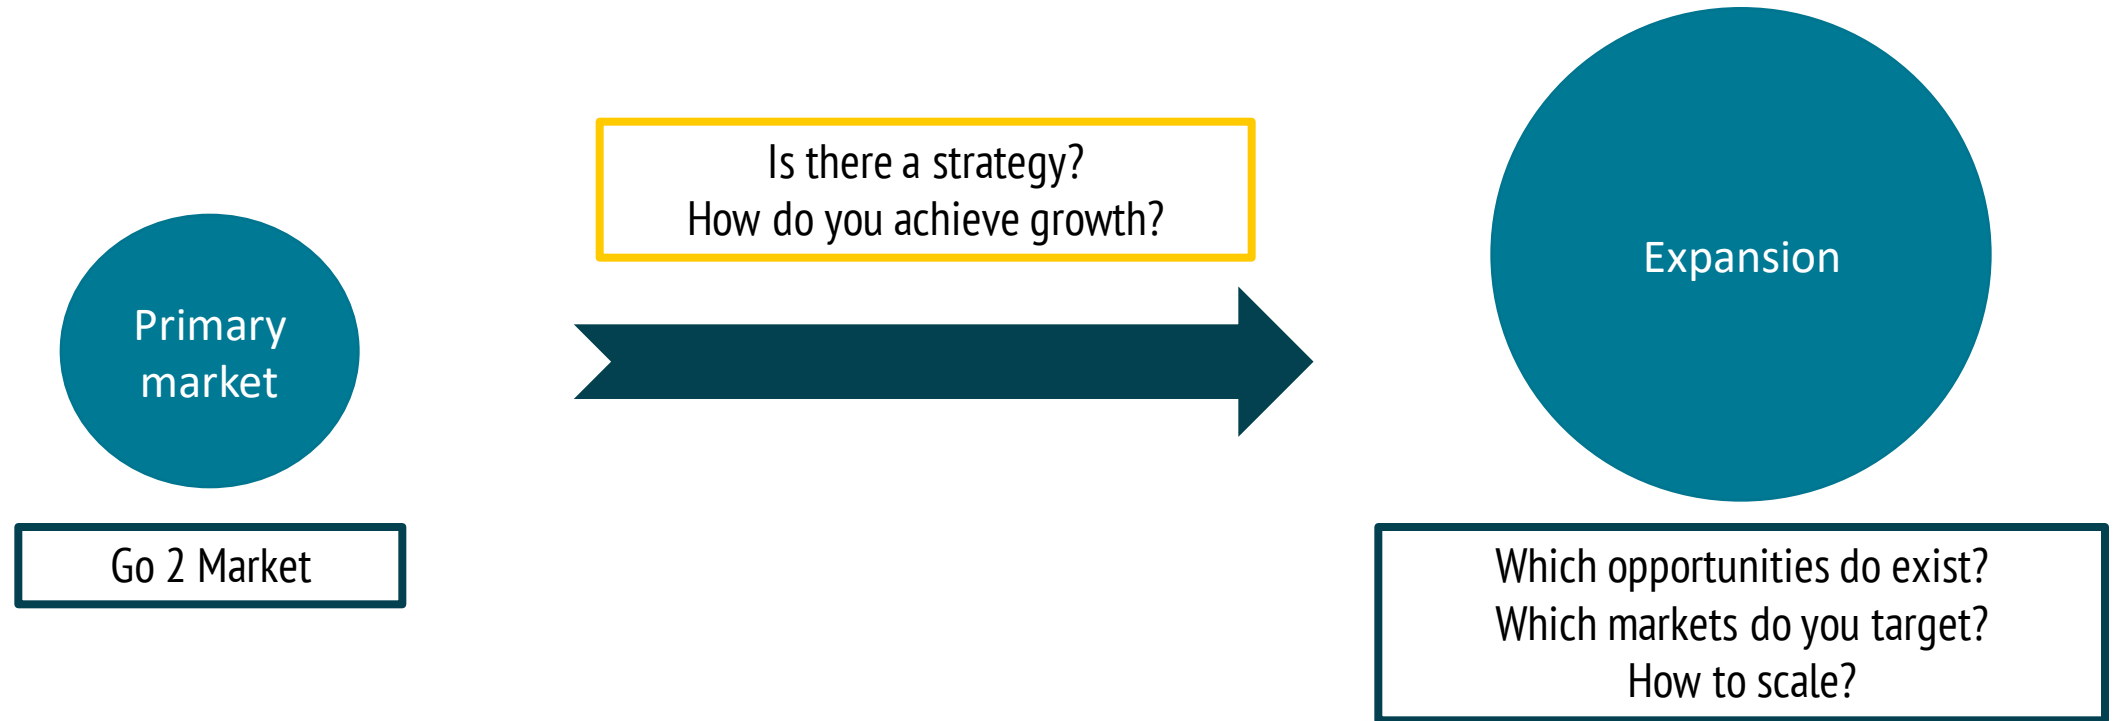 Primary
market
Go 2 Market
Is there a strategy?
How do you achieve growth?
Expansion
Which opportunities do exist?
Which markets do you target?
How to scale?